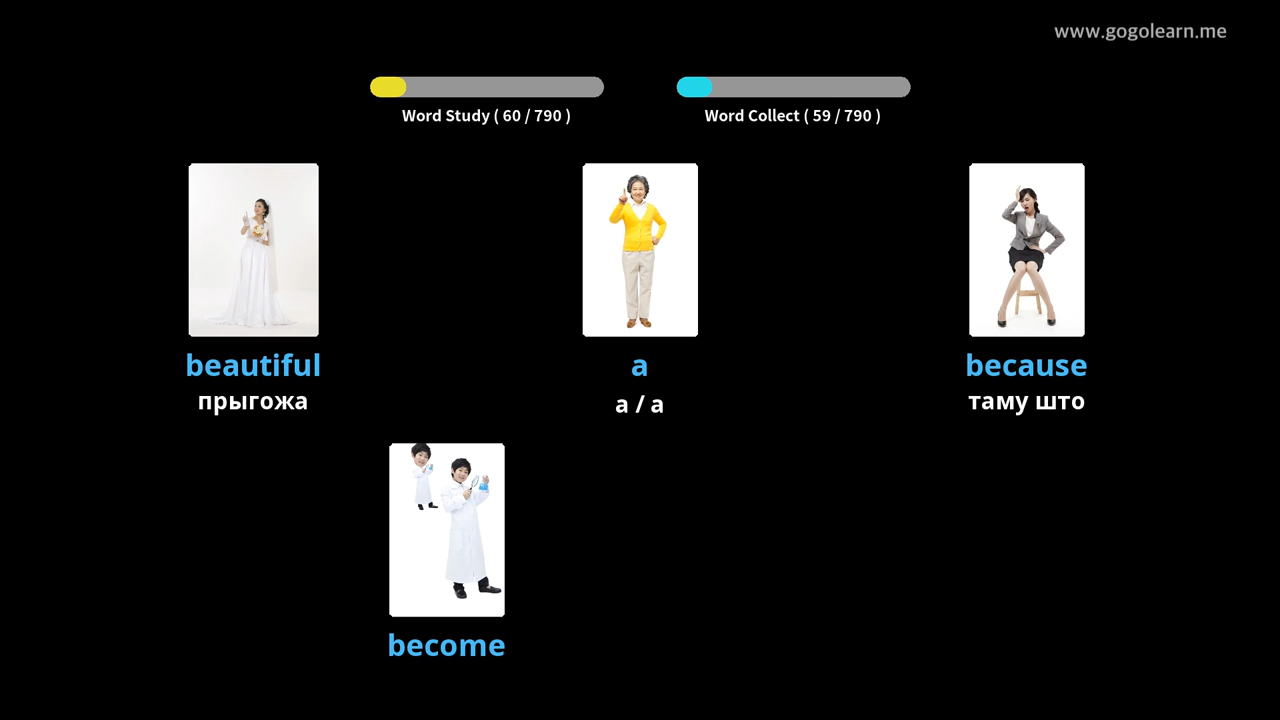 www.gogolearn.me
Word Study ( 60 / 790 )
Word Collect ( 59 / 790 )
beautiful
прыгожа
a
а / а
because
таму што
become